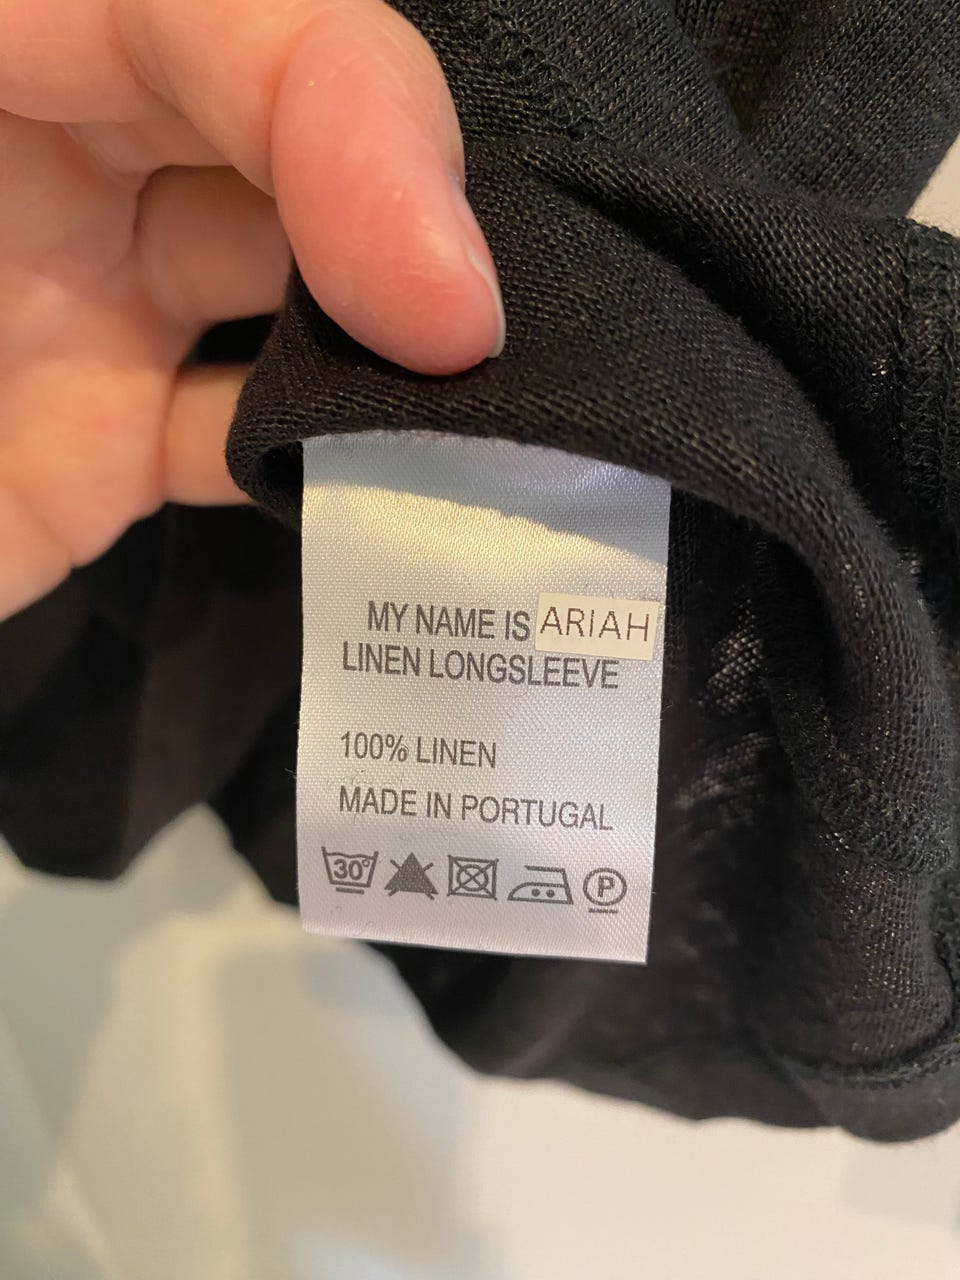 MY NAME IS ARIAH
LINEN LONGSLEEVE
100% LINEN
MADE IN PORTUGAL
30° P